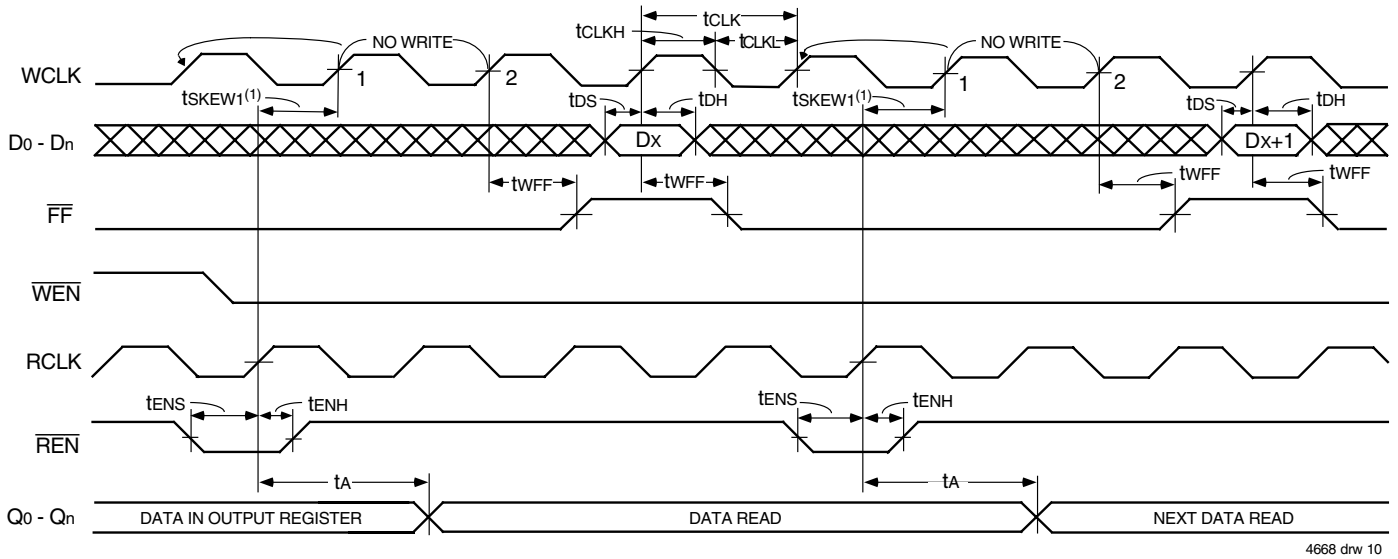 tCLK
tCLKH
tCLKL
NO WRITE
NO WRITE
WCLK
1
2
1
2
tSKEW1(1)
tDS
tDH
tSKEW1(1)
tDS
tDH
D0 - Dn
DX
DX+1
tWFF
tWFF
tWFF
tWFF
FF
WEN
RCLK
tENS
tENH
tENS
tENH
REN
tA
tA
Q0 - Qn
DATA IN OUTPUT REGISTER
DATA READ
NEXT DATA READ
4668 drw 10